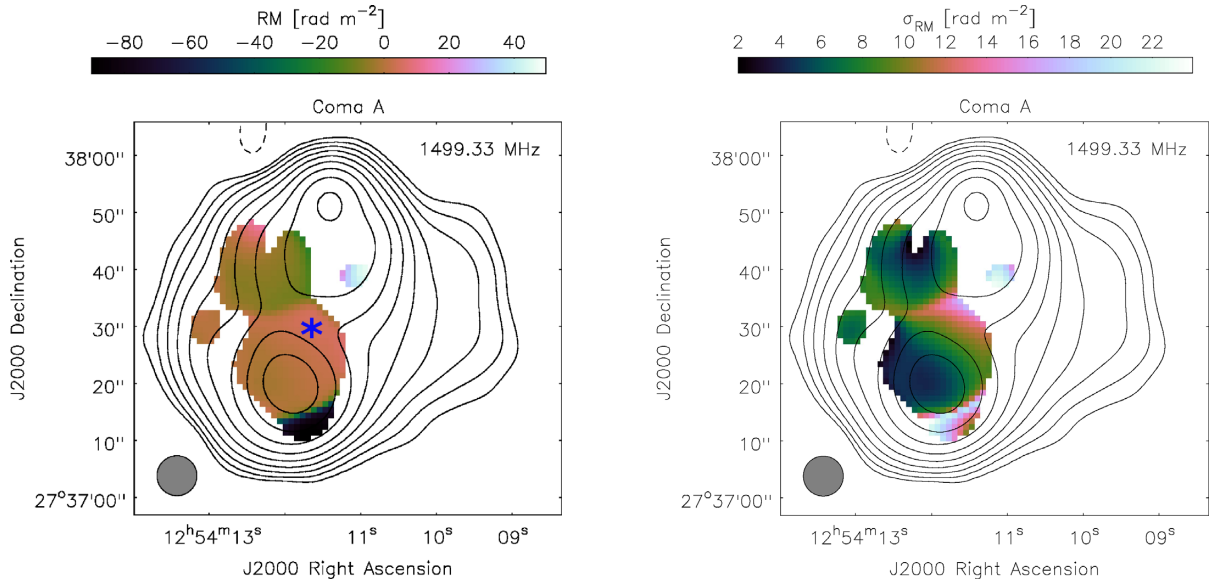 RM [rad m⁻²]
−80 −60 −40 −20 0 20 40
Coma A
1499.33 MHz
38'00"
50"
40"
30"
20"
10"
27°37'00"
J2000 Declination
12ʰ54ᵐ13ˢ 11ˢ 10ˢ 09ˢ
J2000 Right Ascension
σRM [rad m⁻²]
2 4 6 8 10 12 14 16 18 20 22
Coma A
1499.33 MHz
38'00"
50"
40"
30"
20"
10"
27°37'00"
J2000 Declination
12ʰ54ᵐ13ˢ 11ˢ 10ˢ 09ˢ
J2000 Right Ascension